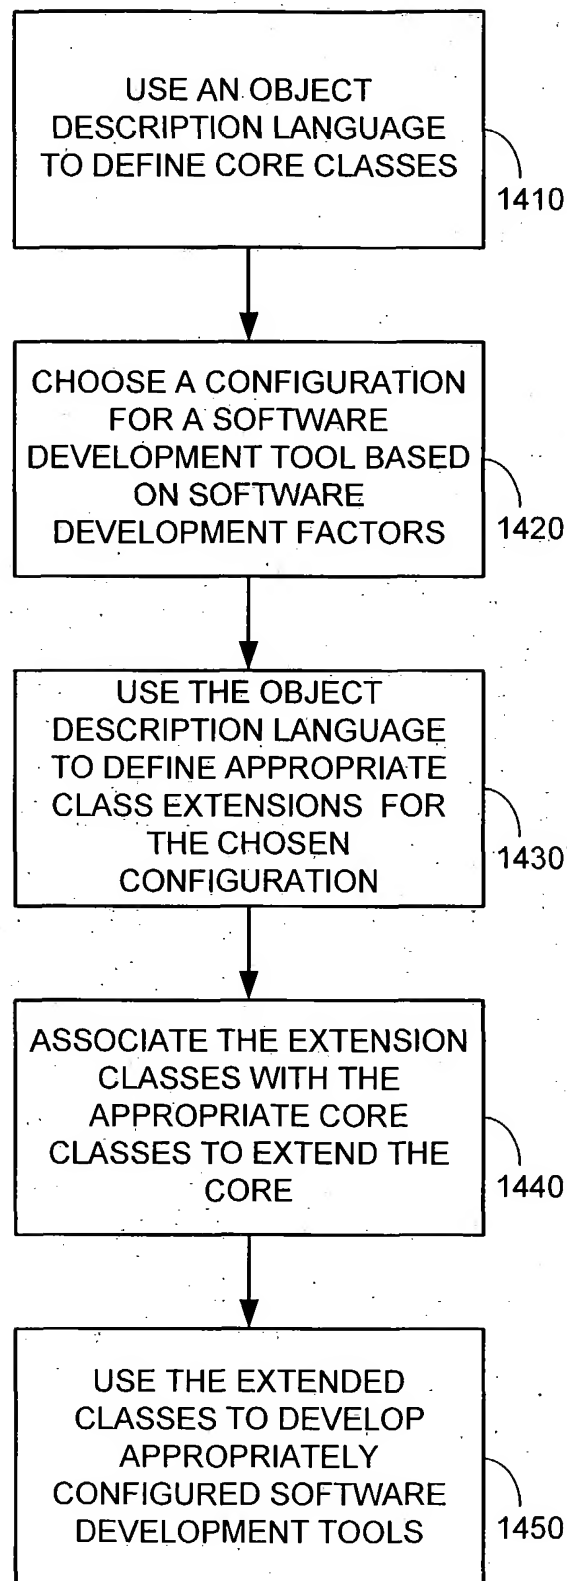 USE AN OBJECT
DESCRIPTION LANGUAGE
TO DEFINE CORE CLASSES
1410
CHOOSE A CONFIGURATION
FOR A SOFTWARE
DEVELOPMENT TOOL BASED
ON SOFTWARE
DEVELOPMENT FACTORS
1420
USE THE OBJECT
DESCRIPTION LANGUAGE
TO DEFINE APPROPRIATE
CLASS EXTENSIONS FOR
THE CHOSEN
CONFIGURATION
1430
ASSOCIATE THE EXTENSION
CLASSES WITH THE
APPROPRIATE CORE
CLASSES TO EXTEND THE
CORE
1440
USE THE EXTENDED
CLASSES TO DEVELOP
APPROPRIATELY
CONFIGURED SOFTWARE
DEVELOPMENT TOOLS
1450